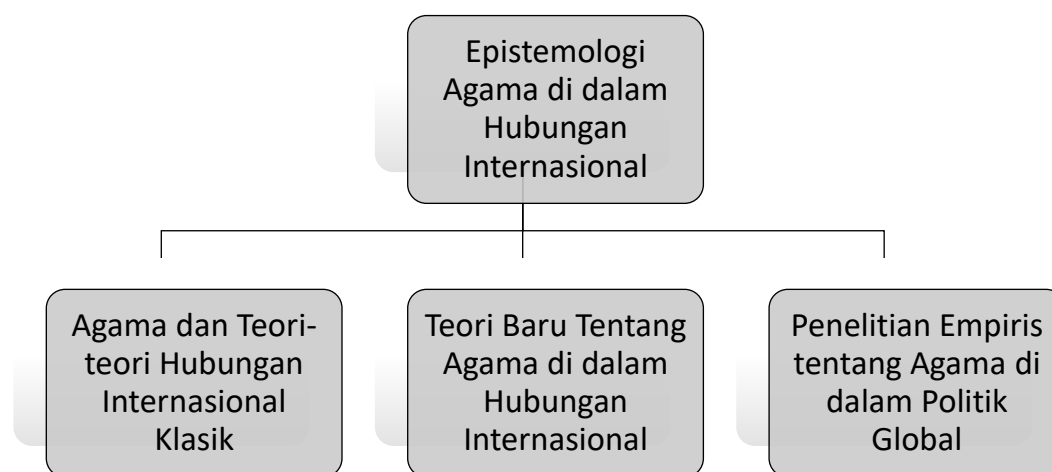 Epistemologi
Agama di dalam
Hubungan
Internasional
Agama dan Teori-
teori Hubungan
Internasional
Klasik
Teori Baru Tentang
Agama di dalam
Hubungan
Internasional
Penelitian Empiris
tentang Agama di
dalam Politik
Global